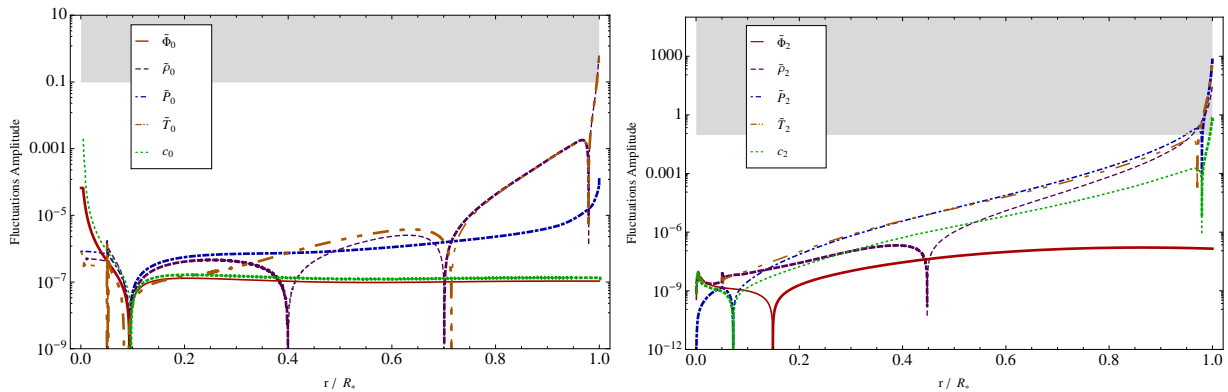 10
0.1
0.001
10⁻⁵
10⁻⁷
10⁻⁹
Fluctuations Amplitude
Φ̃₀
ρ̃₀
P̃₀
T̃₀
c₀
0.0 0.2 0.4 0.6 0.8 1.0
r / R*
1000
1
0.001
10⁻⁶
10⁻⁹
10⁻¹²
Fluctuations Amplitude
Φ̃₂
ρ̃₂
P̃₂
T̃₂
c₂
0.0 0.2 0.4 0.6 0.8 1.0
r / R*